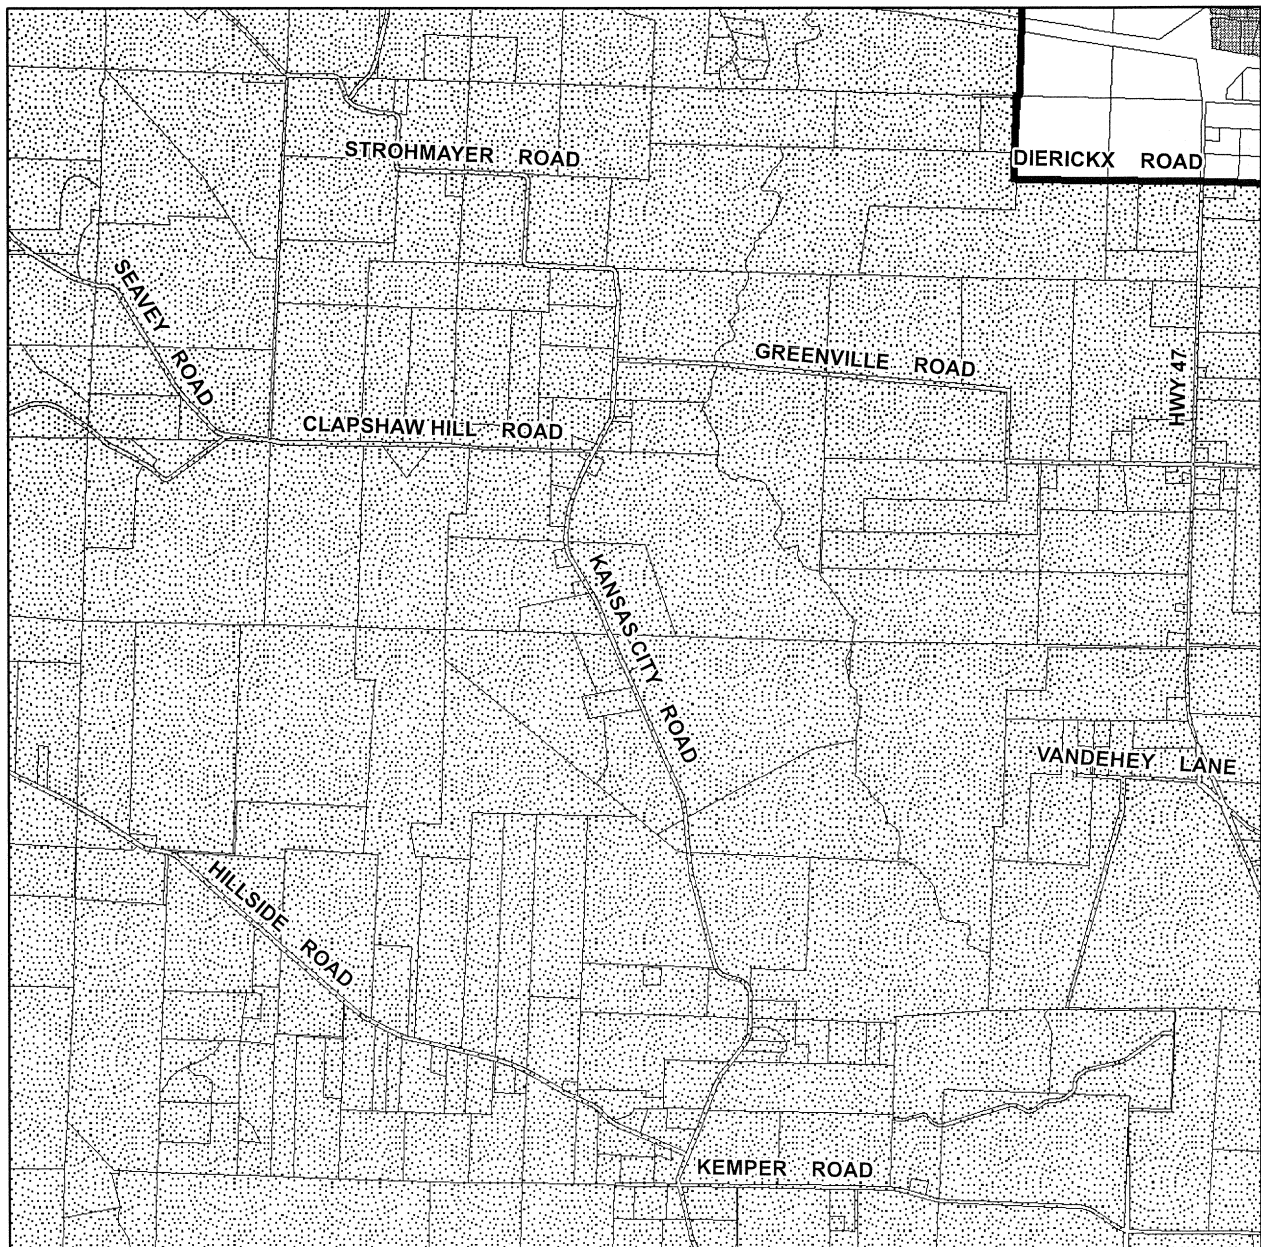 STROHMAYER ROAD
DIERICKX ROAD
SEAVEY ROAD
GREENVILLE ROAD
HWY 47
CLAPSHAW HILL ROAD
KANSAS CITY ROAD
VANDEHEY LANE
HILLSIDE ROAD
KEMPER ROAD